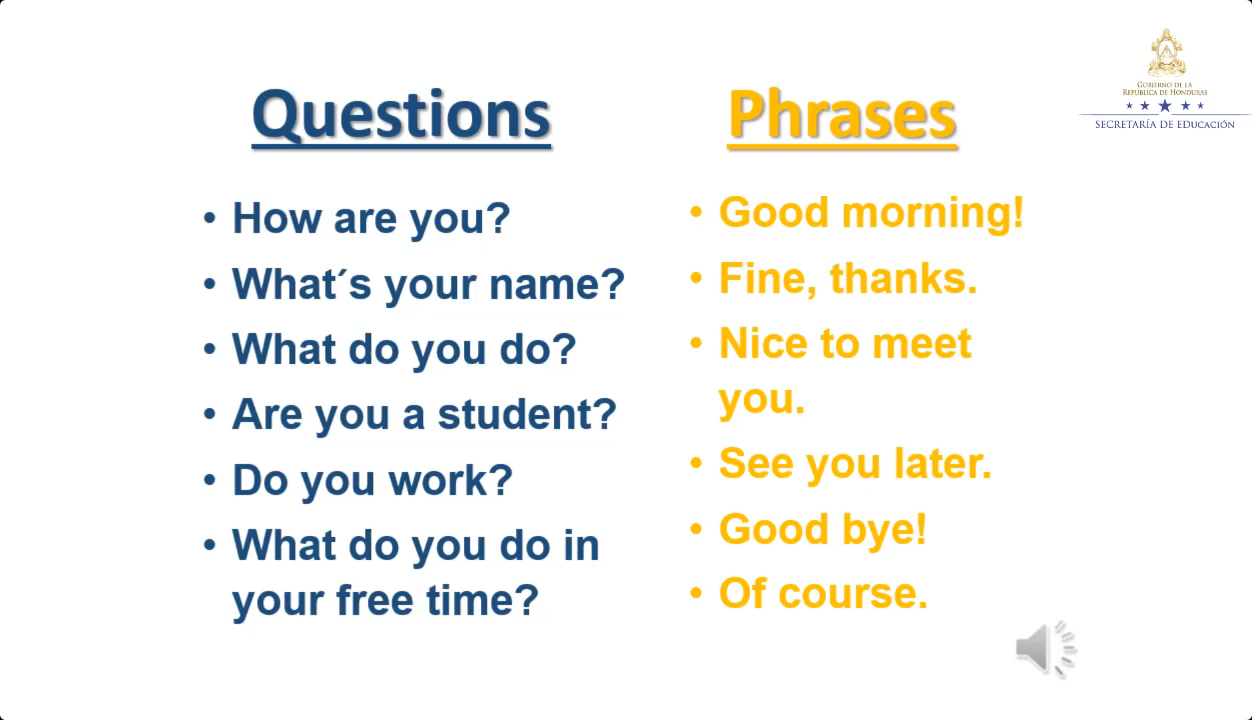 GOBIERNO DE LA
REPÚBLICA DE HONDURAS
SECRETARÍA DE EDUCACIÓN
Questions
• How are you?
• What´s your name?
• What do you do?
• Are you a student?
• Do you work?
• What do you do in
your free time?
Phrases
• Good morning!
• Fine, thanks.
• Nice to meet
you.
• See you later.
• Good bye!
• Of course.